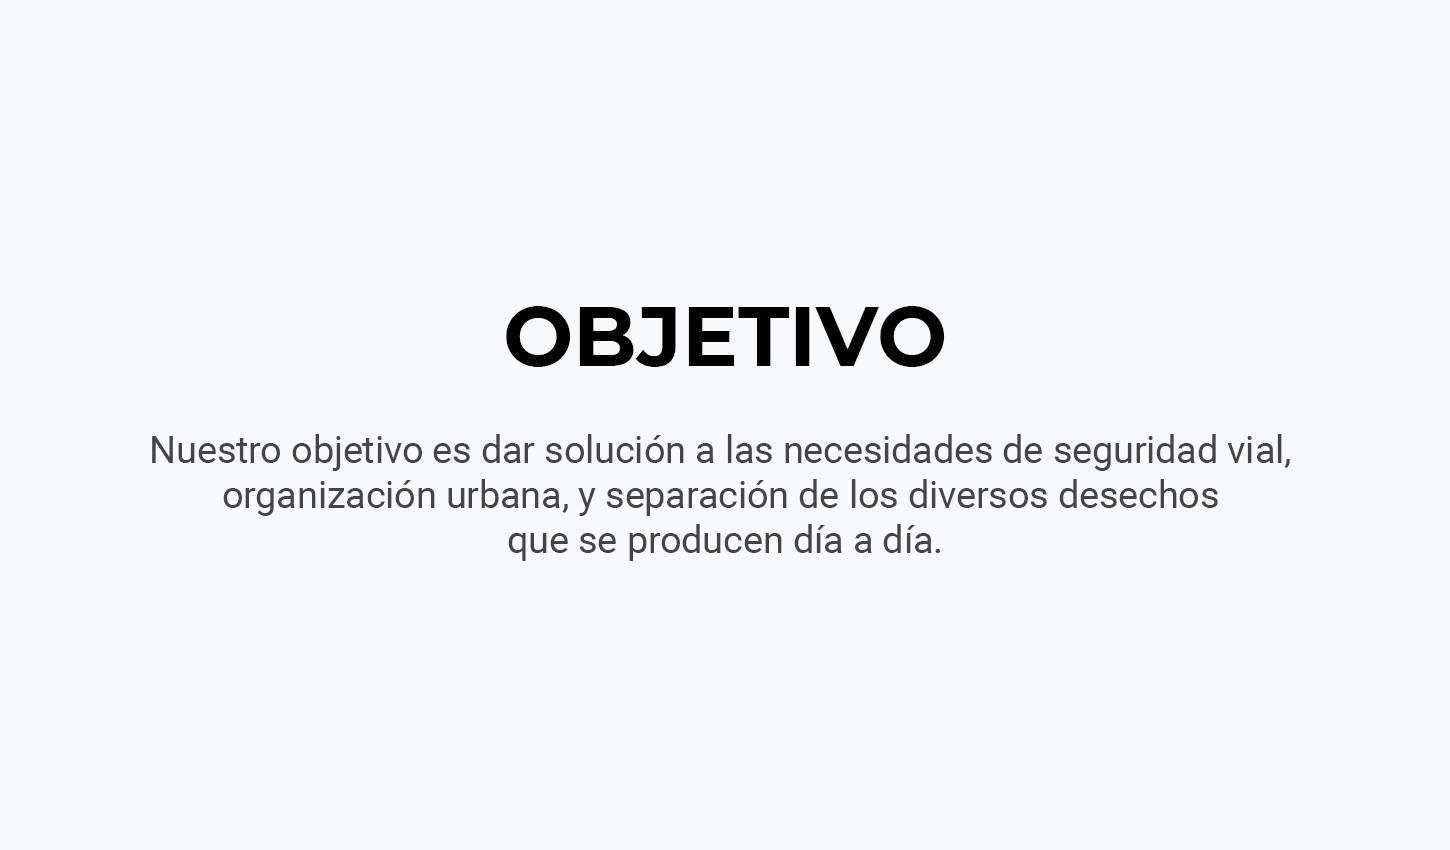 OBJETIVO
Nuestro objetivo es dar solución a las necesidades de seguridad vial,
organización urbana, y separación de los diversos desechos
que se producen día a día.